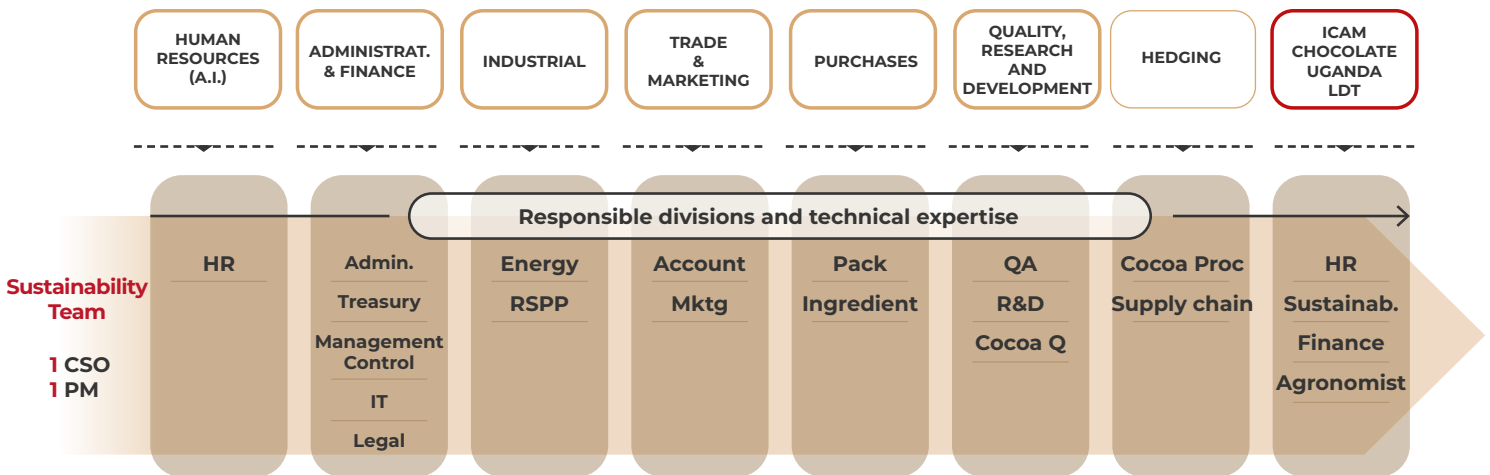 HUMAN
RESOURCES
(A.I.)
ADMINISTRAT.
& FINANCE
INDUSTRIAL
TRADE
&
MARKETING
PURCHASES
QUALITY,
RESEARCH
AND
DEVELOPMENT
HEDGING
ICAM
CHOCOLATE
UGANDA
LDT
Responsible divisions and technical expertise
Sustainability
Team
1 CSO
1 PM
HR
Admin.
Treasury
Management
Control
IT
Legal
Energy
RSPP
Account
Mktg
Pack
Ingredient
QA
R&D
Cocoa Q
Cocoa Proc
Supply chain
HR
Sustainab.
Finance
Agronomist